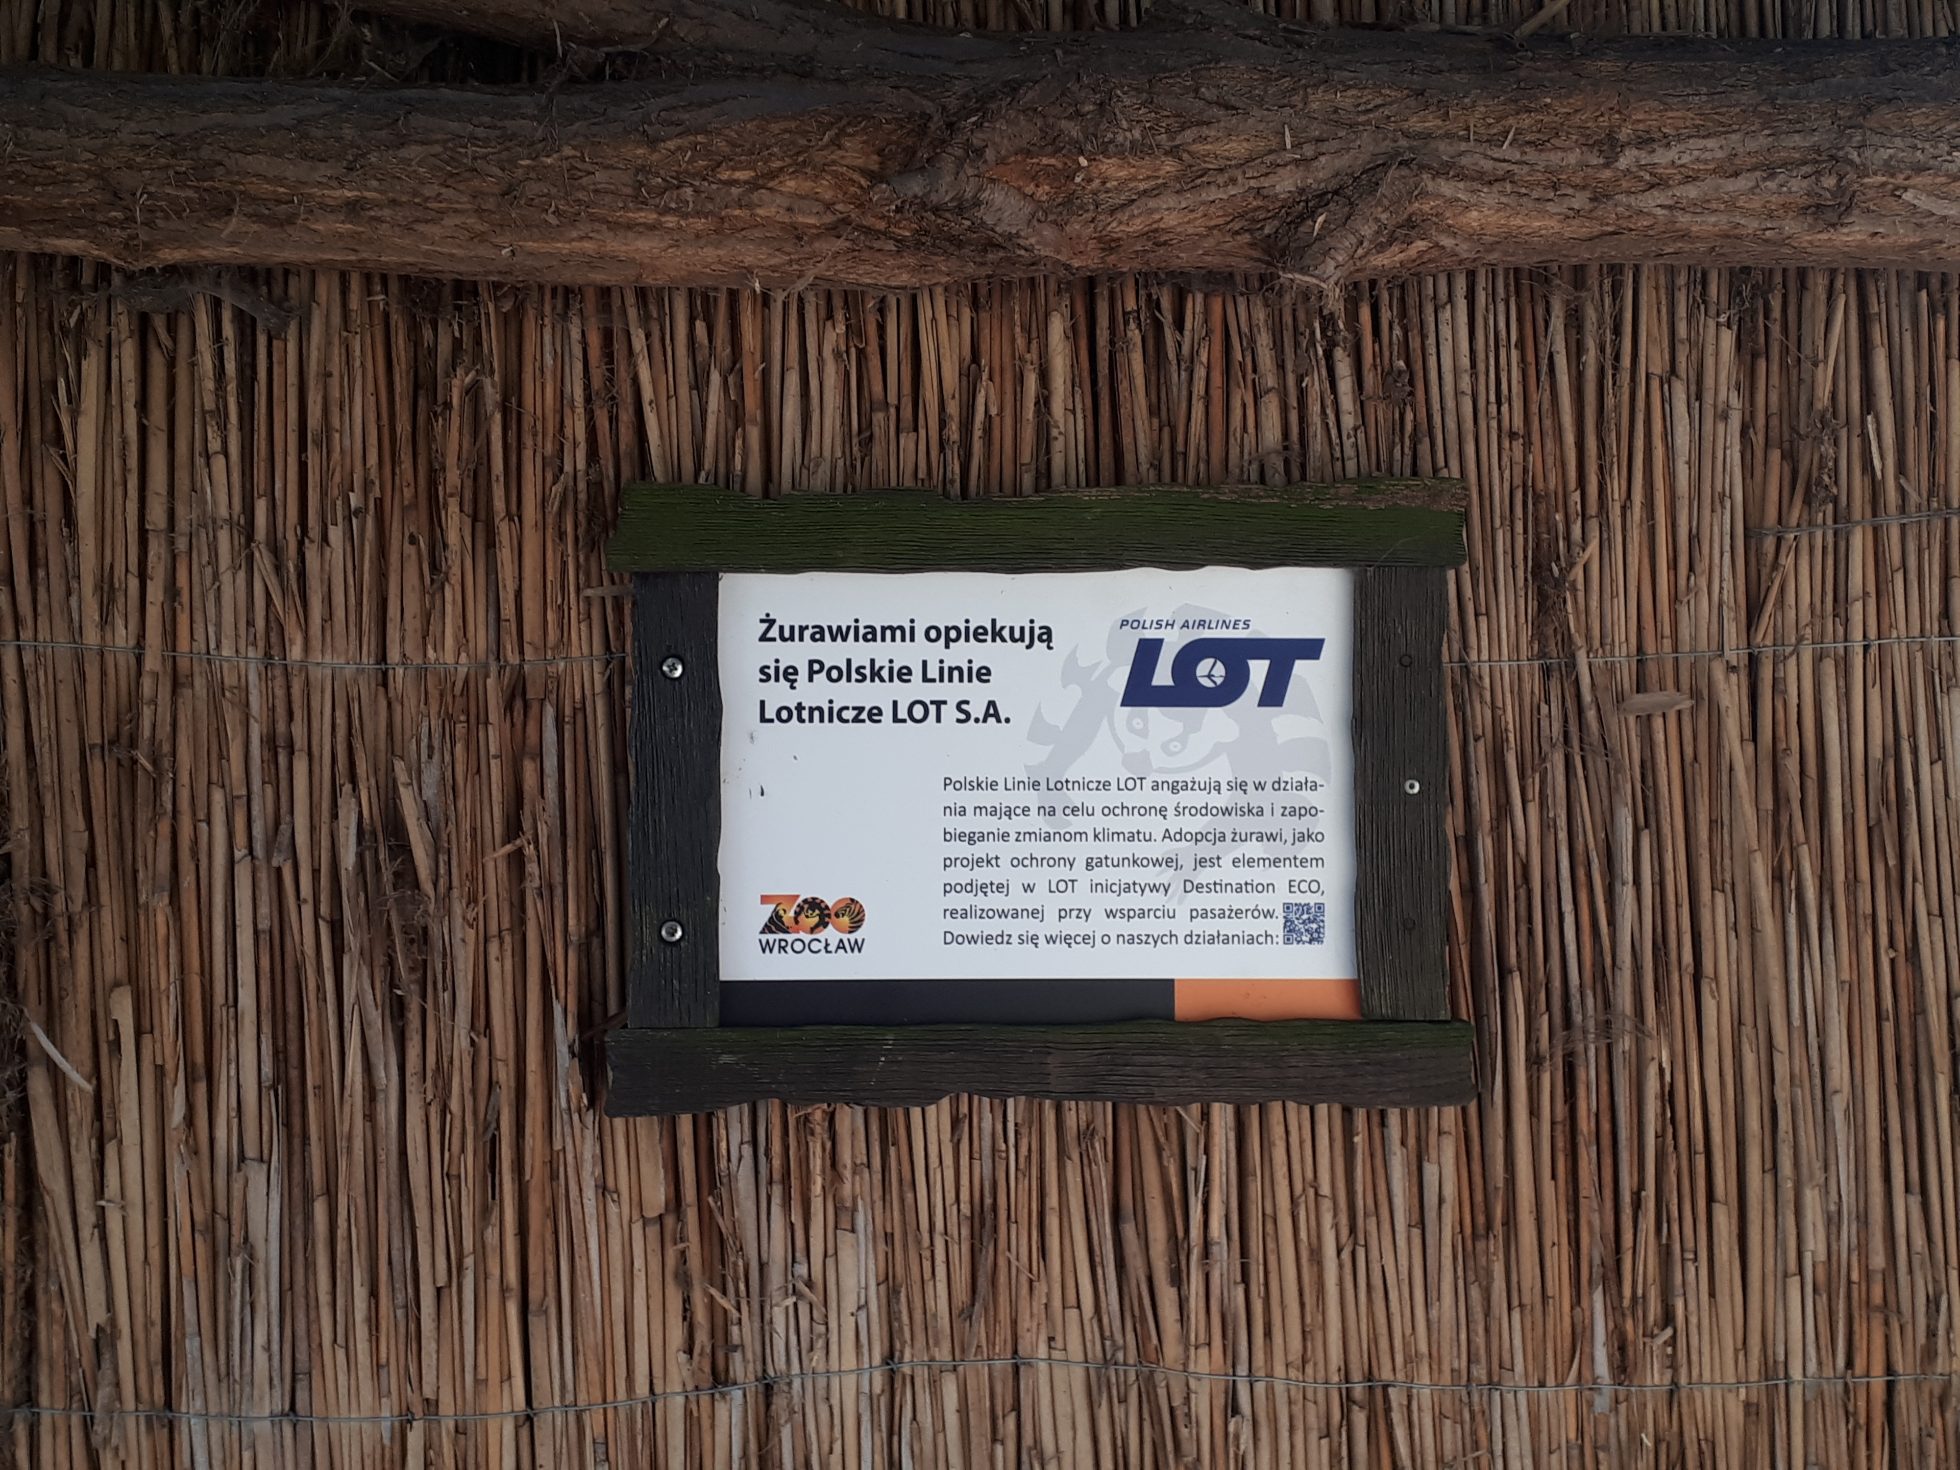 Żurawiami opiekują
się Polskie Linie
Lotnicze LOT S.A.
POLISH AIRLINES
LOT
Polskie Linie Lotnicze LOT angażują się w działa-
nia mające na celu ochronę środowiska i zapo-
bieganie zmianom klimatu. Adopcja żurawi, jako
projekt ochrony gatunkowej, jest elementem
podjętej w LOT inicjatywy Destination ECO,
realizowanej przy wsparciu pasażerów.
Dowiedz się więcej o naszych działaniach:
ZOO
WROCŁAW